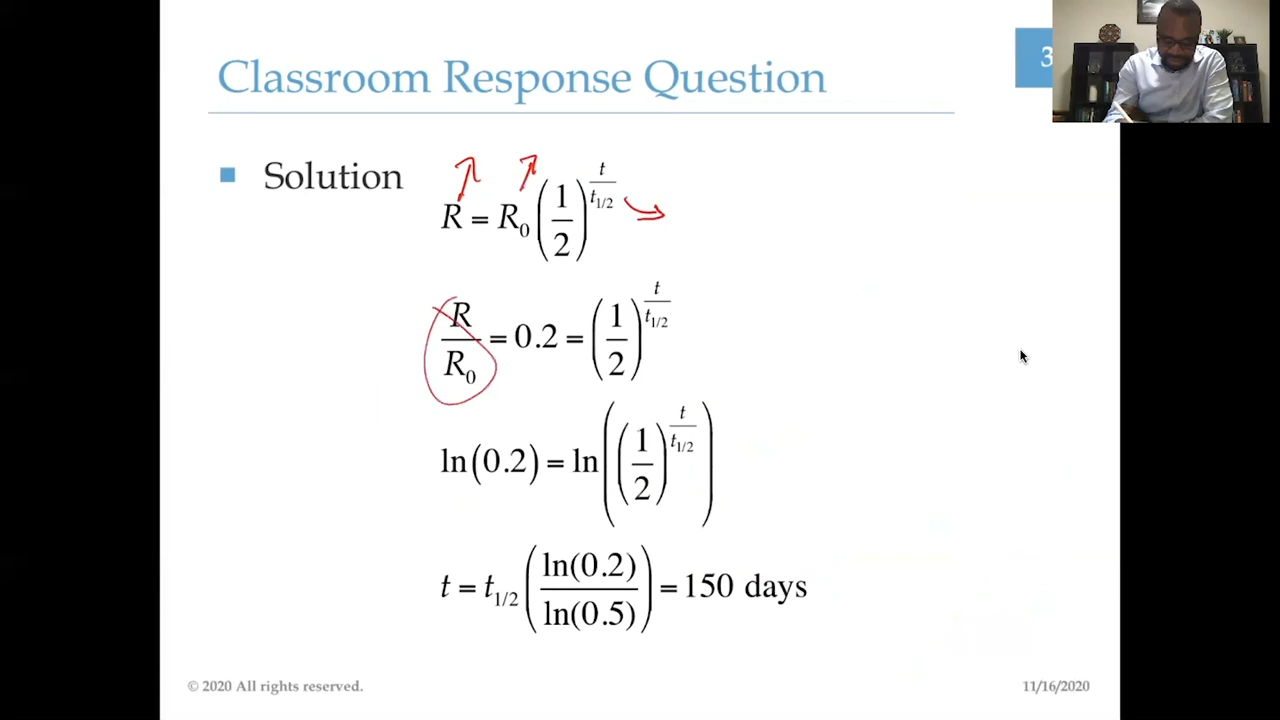 Classroom Response Question
3
Solution
R = R₀(1/2)^(t/t₁/₂)
R/R₀ = 0.2 = (1/2)^(t/t₁/₂)
ln(0.2) = ln((1/2)^(t/t₁/₂))
t = t₁/₂(ln(0.2)/ln(0.5)) = 150 days
© 2020 All rights reserved.
11/16/2020